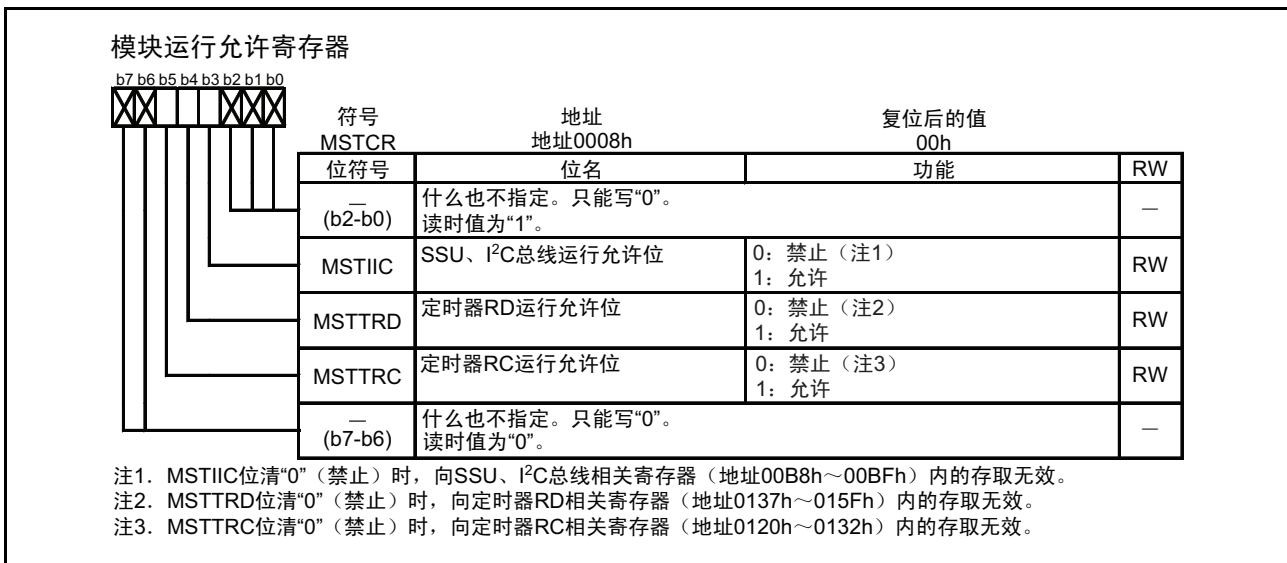 模块运行允许寄存器
b7 b6 b5 b4 b3 b2 b1 b0
符号 地址 复位后的值
MSTCR 地址0008h 00h
位符号 位名 功能 RW
— 什么也不指定。只能写“0”。 —
(b2-b0) 读时值为“1”。
MSTIIC SSU、I²C总线运行允许位 0：禁止（注1） RW
1：允许
MSTTRD 定时器RD运行允许位 0：禁止（注2） RW
1：允许
MSTTRC 定时器RC运行允许位 0：禁止（注3） RW
1：允许
— 什么也不指定。只能写“0”。 —
(b7-b6) 读时值为“0”。
注1．MSTIIC位清“0”（禁止）时，向SSU、I²C总线相关寄存器（地址00B8h～00BFh）内的存取无效。
注2．MSTTRD位清“0”（禁止）时，向定时器RD相关寄存器（地址0137h～015Fh）内的存取无效。
注3．MSTTRC位清“0”（禁止）时，向定时器RC相关寄存器（地址0120h～0132h）内的存取无效。